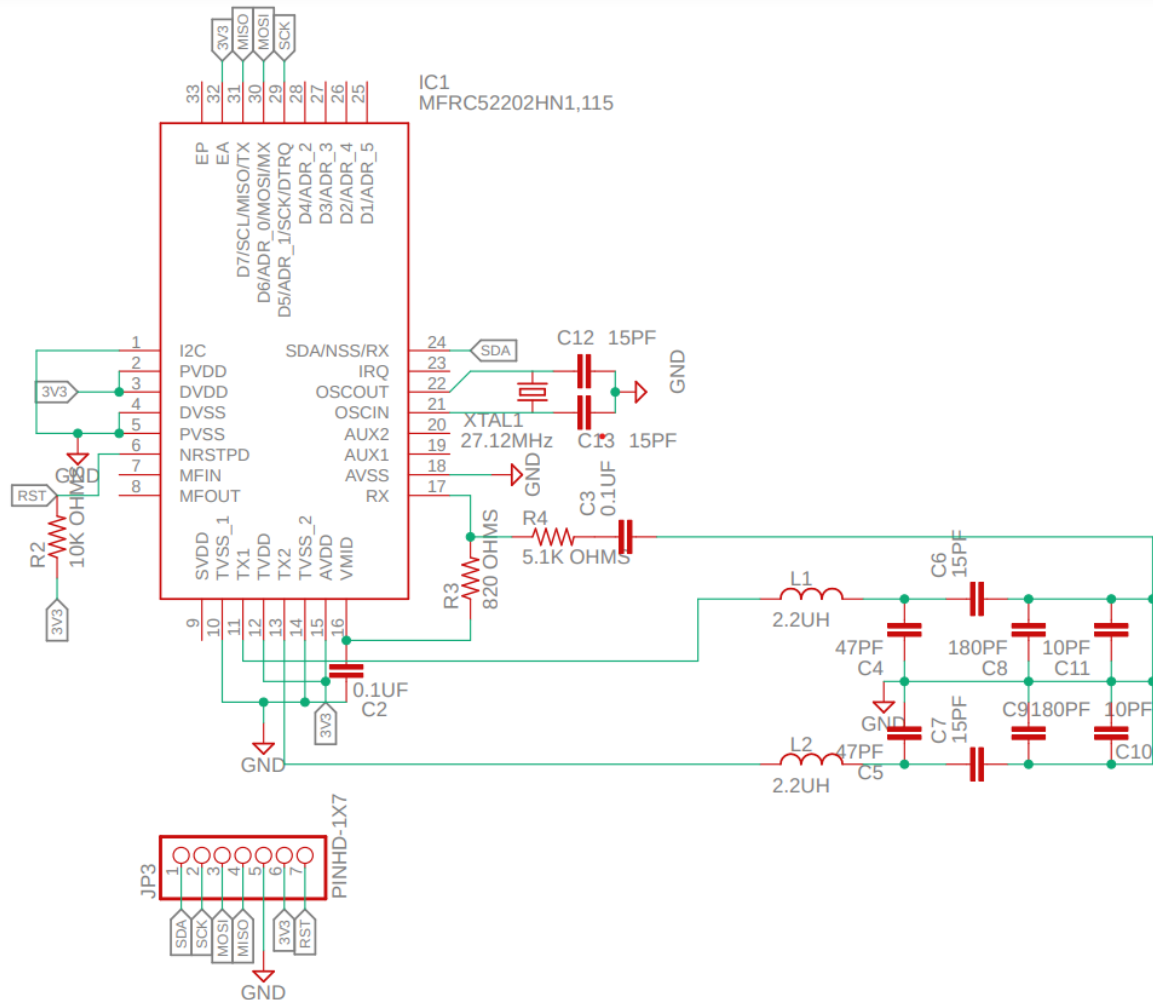 3V3
MISO
MOSI
SCK
IC1
MFRC52202HN1,115
33
32
31
30
29
28
27
26
25
EP
EA
D7/SCL/MISO/TX
D6/ADR_0/MOSI/MX
D5/ADR_1/SCK/DTRQ
D4/ADR_2
D3/ADR_3
D2/ADR_4
D1/ADR_5
1 I2C
2 PVDD
3 DVDD
4 DVSS
5 PVSS
6 NRSTPD
7 MFIN
8 MFOUT
3V3
GND
RST
R2
10K OHMS
3V3
SDA/NSS/RX 24
IRQ 23
OSCOUT 22
OSCIN 21
AUX2 20
AUX1 19
AVSS 18
RX 17
SDA
C12 15PF
GND
XTAL1
27.12MHz
C13 15PF
GND
C3
0.1UF
R4
5.1K OHMS
R3
820 OHMS
SVDD
TVSS_1
TX1
TVDD
TX2
TVSS_2
AVDD
VMID
9
10
11
12
13
14
15
16
0.1UF
C2
3V3
GND
L1
2.2UH
C6
15PF
47PF
C4
180PF
C8
10PF
C11
GND
C7
15PF
C9
180PF
10PF
C10
L2
2.2UH
47PF
C5
JP3
PINHD-1X7
1
2
3
4
5
6
7
SDA
SCK
MOSI
MISO
3V3
RST
GND